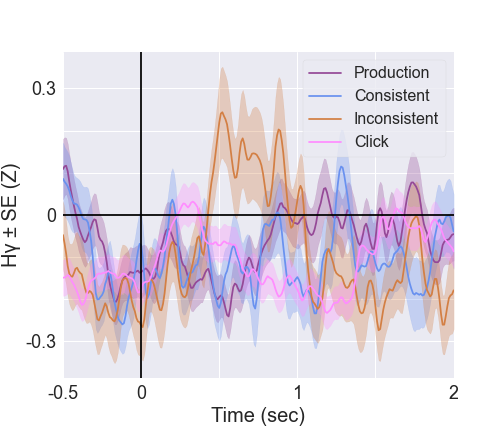 Production
Consistent
Inconsistent
Click
Hγ ± SE (Z)
0.3
0
-0.3
-0.5
0
1
2
Time (sec)